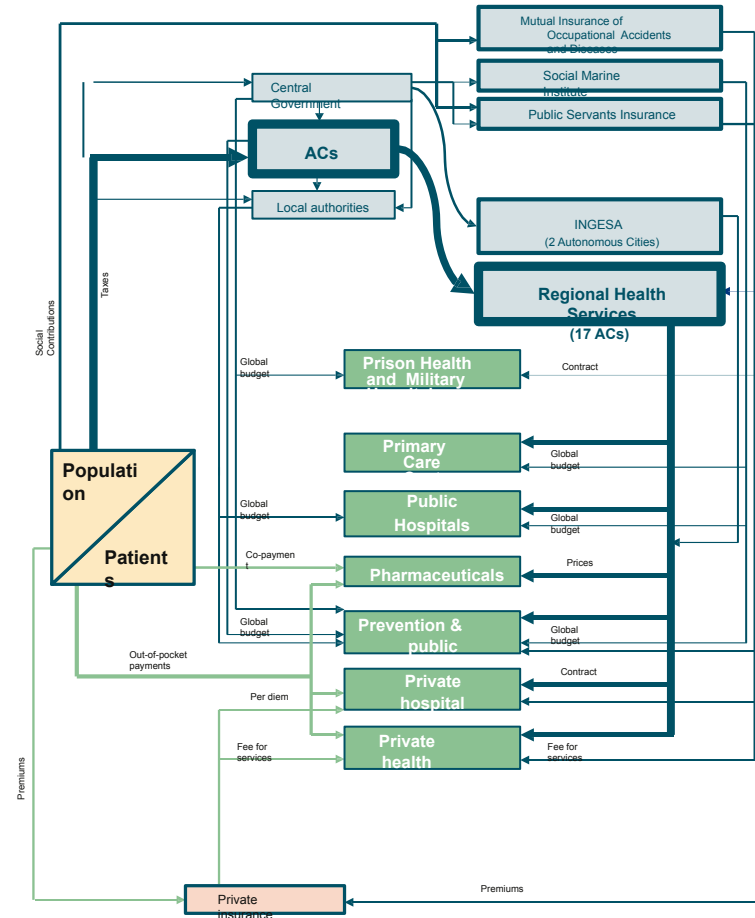 Mutual Insurance of
Occupational Accidents
and Diseases
Central
Government
Social Marine
Institute
Public Servants Insurance
ACs
Local authorities
INGESA
(2 Autonomous Cities)
Regional Health
Services
(17 ACs)
Social
Contributions
Taxes
Global
budget
Prison Health
and Military
Contract
Primary
Care
Global
budget
Populati
on
Patient
s
Global
budget
Public
Hospitals
Global
budget
Co-paymen
t
Pharmaceuticals
Prices
Global
budget
Prevention &
public
Global
budget
Out-of-pocket
payments
Private
hospital
Contract
Per diem
Fee for
services
Private
health
Fee for
services
Premiums
Private
insurance
Premiums